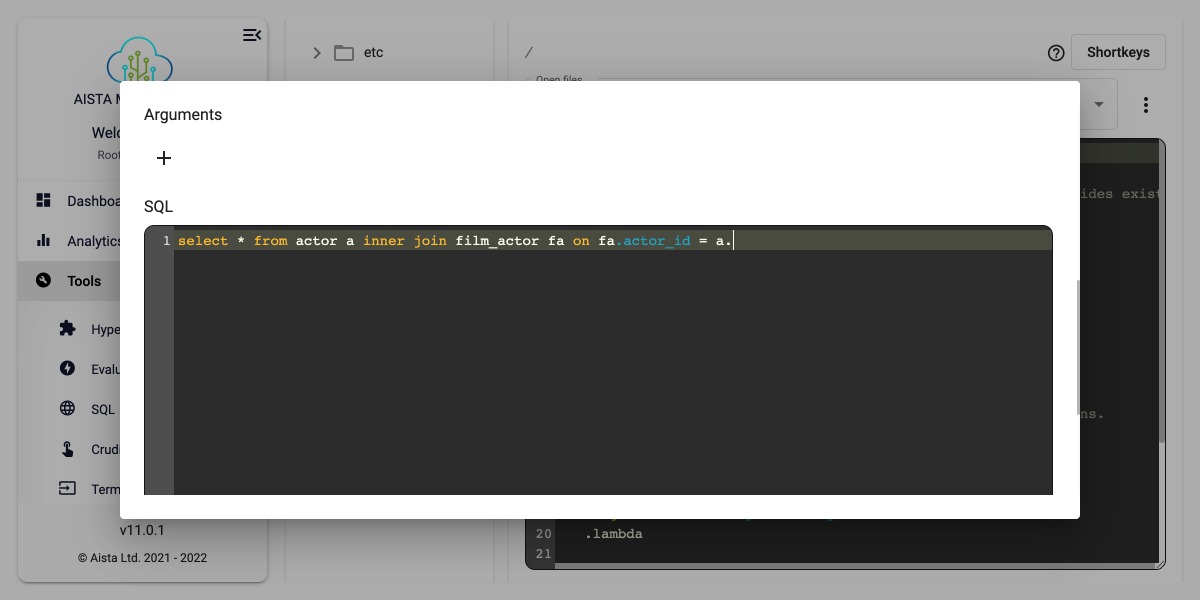 etc
/
Shortkeys
Open files
AISTA
Root
Dashboa
Analytics
Tools
Hype
Evalu
SQL
Crudi
Term
v11.0.1
© Aista Ltd. 2021 - 2022
Arguments
SQL
1 select * from actor a inner join film_actor fa on fa.actor_id = a.
ides exist
ns.
20 .lambda
21